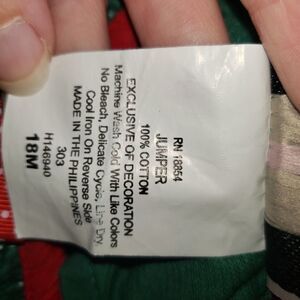 RN 18854
JUMPER
100% COTTON
EXCLUSIVE OF DECORATION
Machine Wash Cold With Like Colors
No Bleach, Delicate Cycle, Line Dry
Cool Iron On Reverse Side
303
MADE IN THE PHILIPPINES
H146940
18M